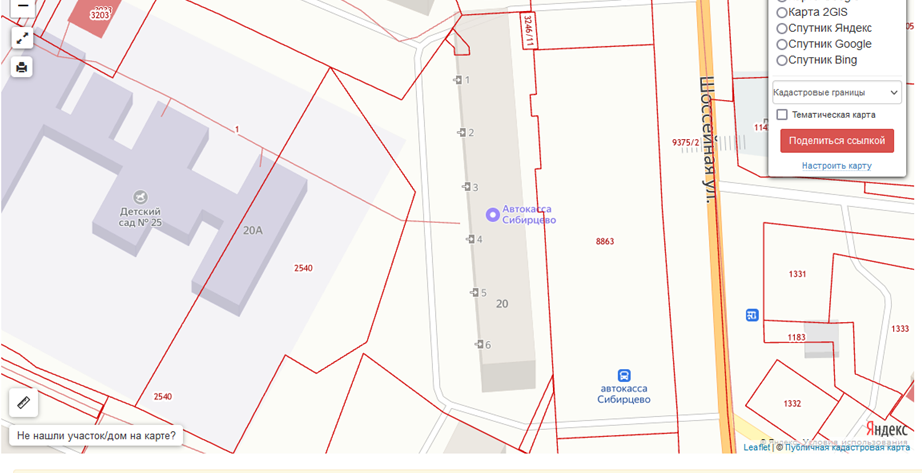 −
3203
3246/11
Карта 2GIS
Спутник Яндекс
Спутник Google
Спутник Bing
Кадастровые границы
Тематическая карта
Поделиться ссылкой
Настроить карту
1
1
2
3
4
5
6
Детский
сад № 25
20А
2540
Автокасса
Сибирцево
20
8863
9375/2
Шоссейная ул.
автокасса
Сибирцево
1331
1183
1333
1332
2540
Не нашли участок/дом на карте?
Яндекс
Условия использования
Leaflet | © Публичная кадастровая карта